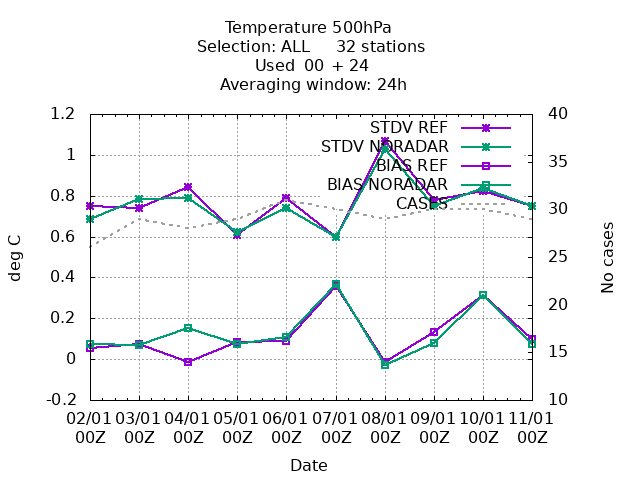 Temperature 500hPa
Selection: ALL 32 stations
Used 00 + 24
Averaging window: 24h
1.2
1
0.8
0.6
0.4
0.2
0
-0.2
deg C
STDV REF
STDV NORADAR
BIAS REF
BIAS NORADAR
CASES
40
35
30
25
20
15
10
No cases
02/01 03/01 04/01 05/01 06/01 07/01 08/01 09/01 10/01 11/01
00Z 00Z 00Z 00Z 00Z 00Z 00Z 00Z 00Z 00Z
Date